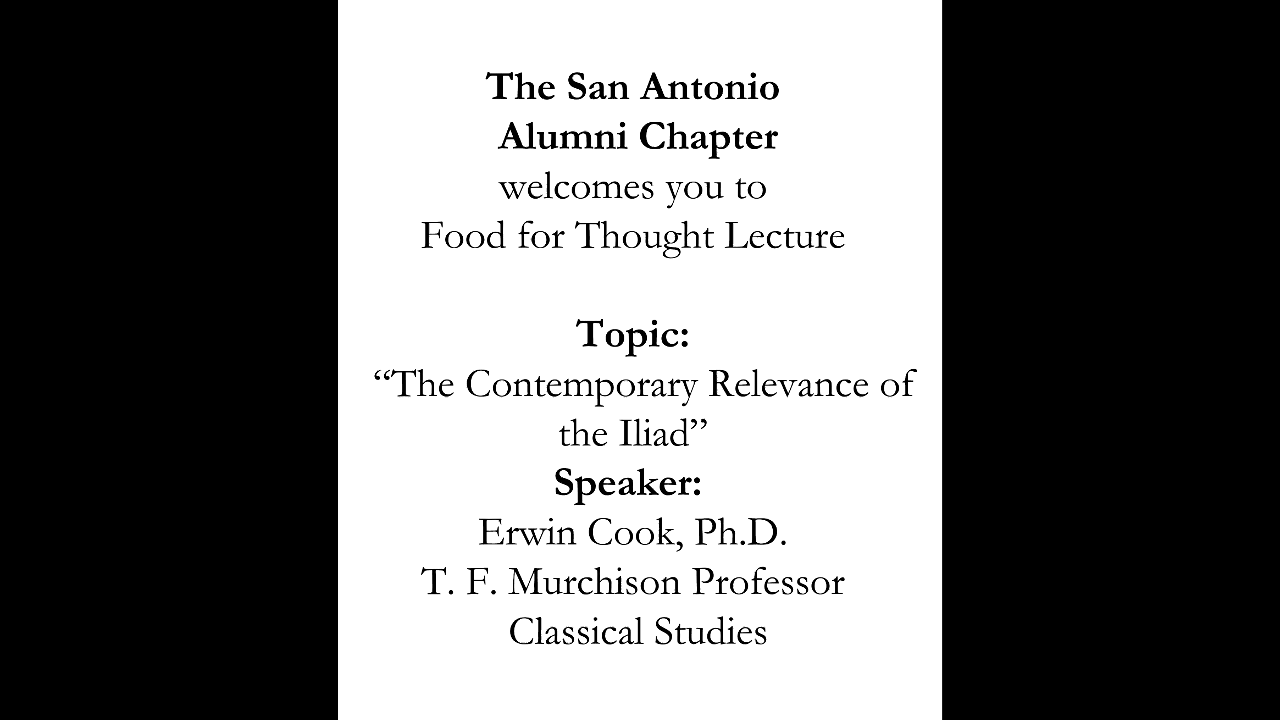 The San Antonio
Alumni Chapter
welcomes you to
Food for Thought Lecture
Topic:
“The Contemporary Relevance of
the Iliad”
Speaker:
Erwin Cook, Ph.D.
T. F. Murchison Professor
Classical Studies